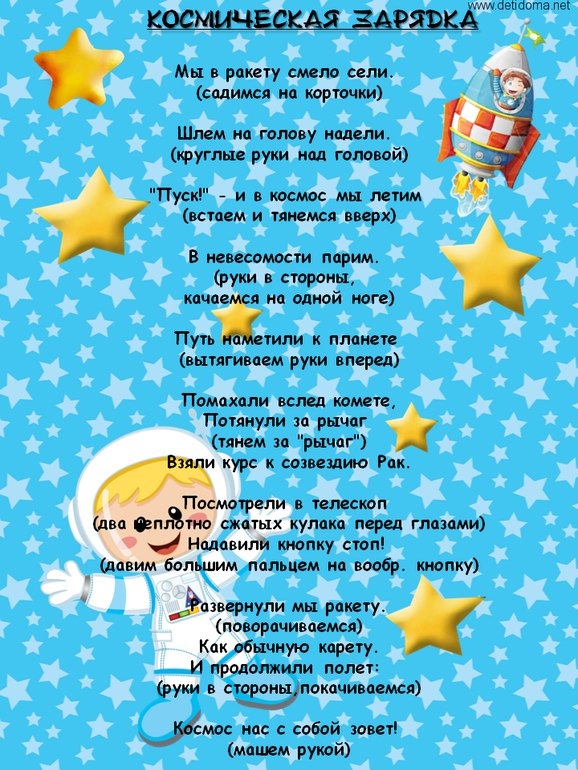 www.detidoma.net
КОСМИЧЕСКАЯ ЗАРЯДКА
Мы в ракету смело сели.
(садимся на корточки)
Шлем на голову надели.
(круглые руки над головой)
"Пуск!" - и в космос мы летим
(встаем и тянемся вверх)
В невесомости парим.
(руки в стороны,
качаемся на одной ноге)
Путь наметили к планете
(вытягиваем руки вперед)
Помахали вслед комете,
Потянули за рычаг
(тянем за "рычаг")
Взяли курс к созвездию Рак.
Посмотрели в телескоп
(два неплотно сжатых кулака перед глазами)
Надавили кнопку стоп!
(давим большим пальцем на вообр. кнопку)
Развернули мы ракету.
(поворачиваемся)
Как обычную карету.
И продолжили полет:
(руки в стороны,покачиваемся)
Космос нас с собой зовет!
(машем рукой)